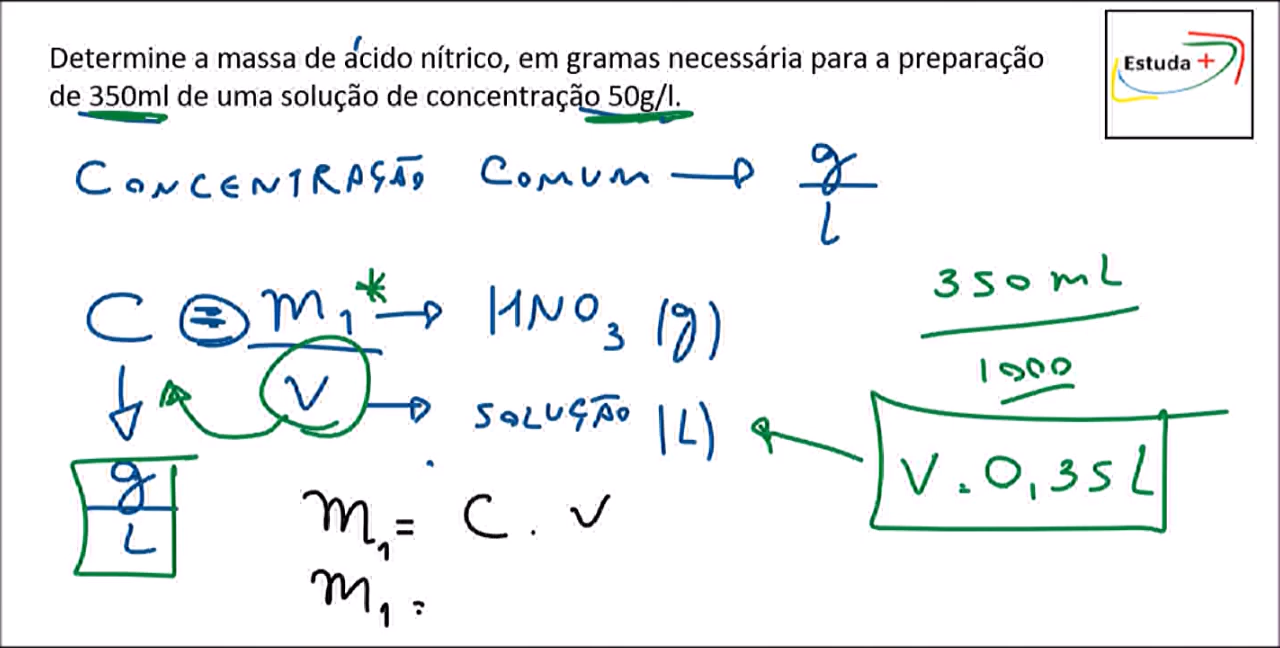 Determine a massa de ácido nítrico, em gramas necessária para a preparação
de 350ml de uma solução de concentração 50g/l.
Estuda +
CONCENTRAÇÃO COMUM → g/L
350 mL
1000
C = m₁* → HNO₃ (g)
V → SOLUÇÃO (L)
V = 0,35 L
g
L
m₁ = C . V
m₁ =